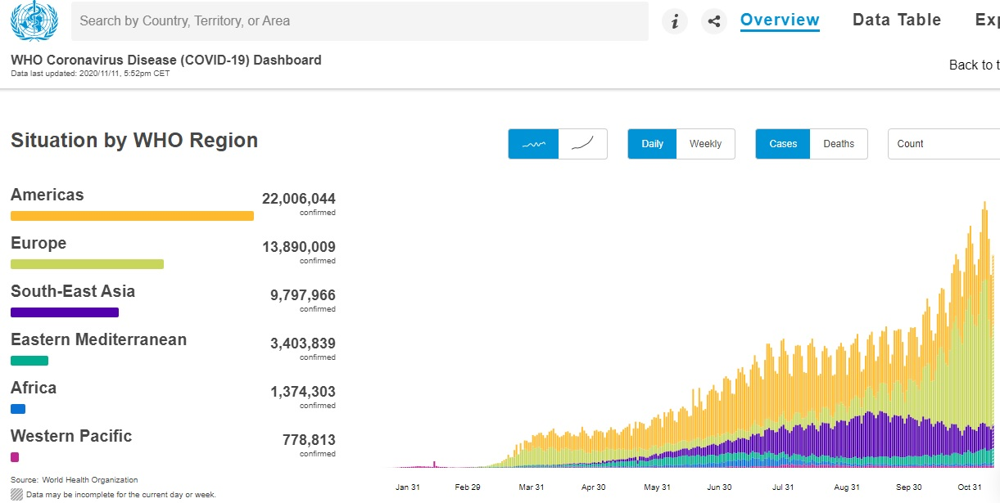 Search by Country, Territory, or Area
i
Overview
Data Table
Exp
WHO Coronavirus Disease (COVID-19) Dashboard
Data last updated: 2020/11/11, 5:52pm CET
Back to t
Situation by WHO Region
Daily
Weekly
Cases
Deaths
Count
Americas
22,006,044
confirmed
Europe
13,890,009
confirmed
South-East Asia
9,797,966
confirmed
Eastern Mediterranean
3,403,839
confirmed
Africa
1,374,303
confirmed
Western Pacific
778,813
confirmed
Source: World Health Organization
Data may be incomplete for the current day or week.
Jan 31 Feb 29 Mar 31 Apr 30 May 31 Jun 30 Jul 31 Aug 31 Sep 30 Oct 31